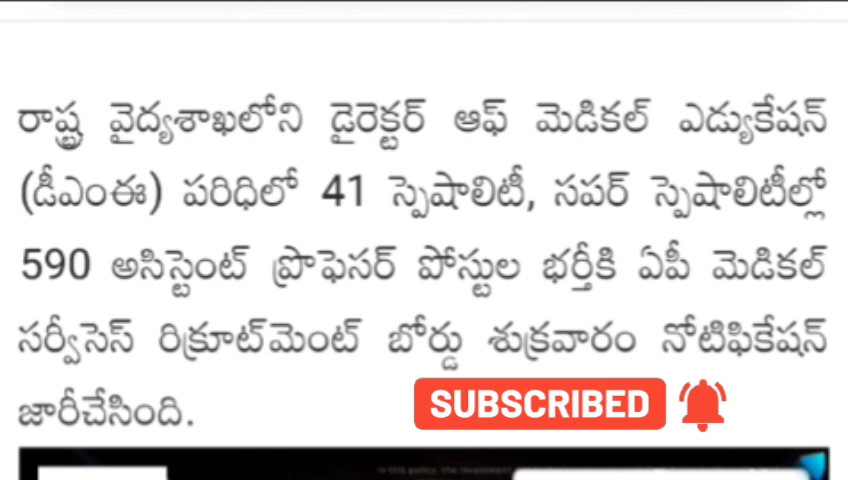 రాష్ట్ర వైద్యశాఖలోని డైరెక్టర్ ఆఫ్ మెడికల్ ఎడ్యుకేషన్
(డీఎంఈ) పరిధిలో 41 స్పెషాలిటీ, సపర్ స్పెషాలిటీల్లో
590 అసిస్టెంట్ ప్రొఫెసర్ పోస్టుల భర్తీకి ఏపీ మెడికల్
సర్వీసెస్ రిక్రూట్‌మెంట్ బోర్డు శుక్రవారం నోటిఫికేషన్
జారీచేసింది.
SUBSCRIBED